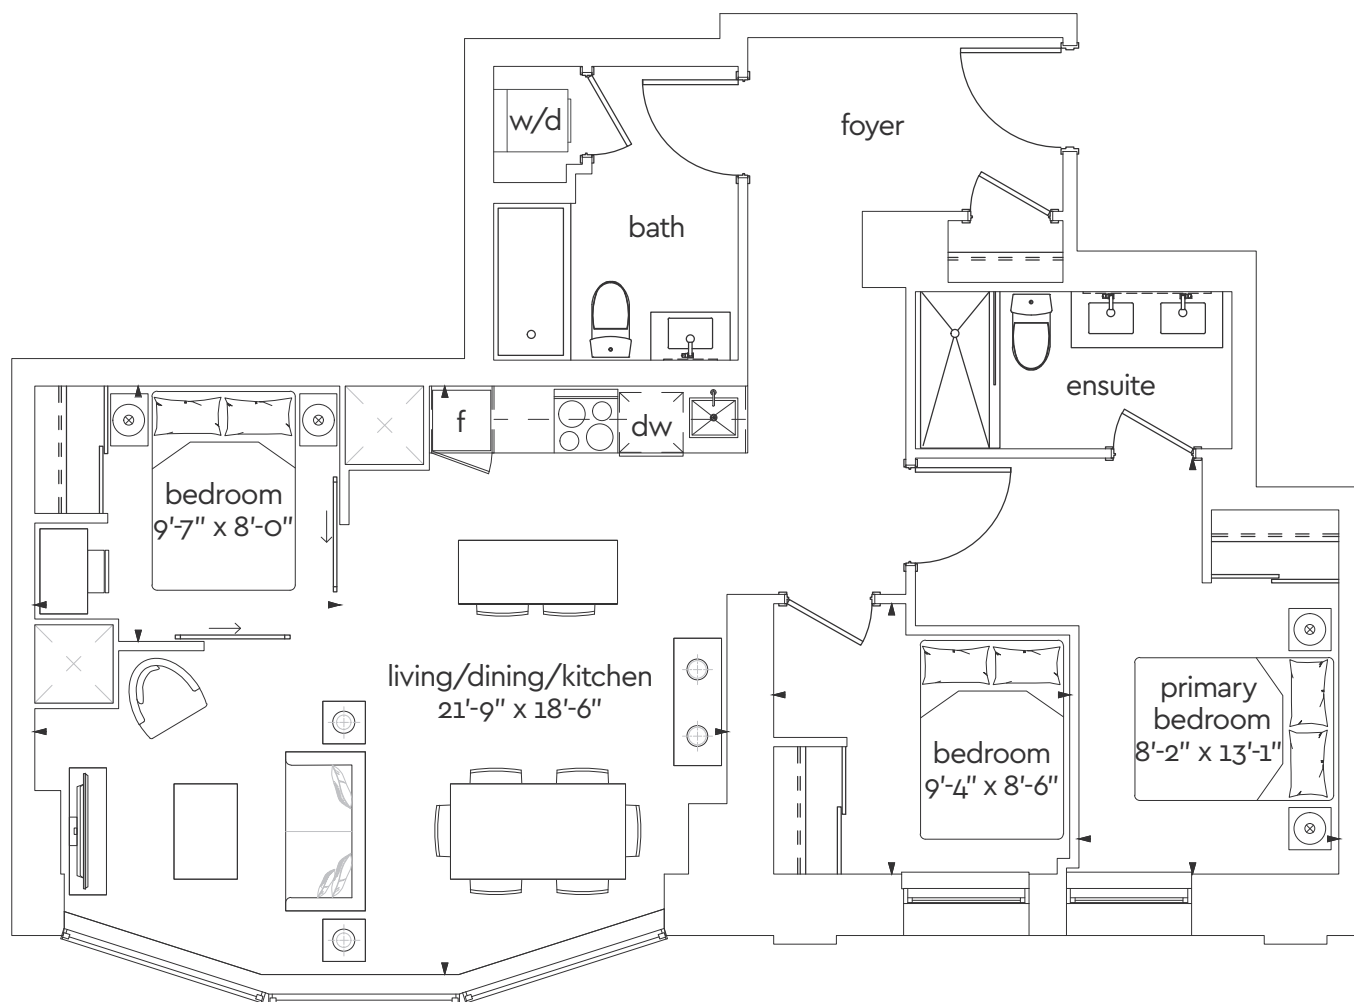 w/d
foyer
bath
ensuite
f
dw
bedroom
9'-7" x 8'-0"
living/dining/kitchen
21'-9" x 18'-6"
bedroom
9'-4" x 8'-6"
primary
bedroom
8'-2" x 13'-1"